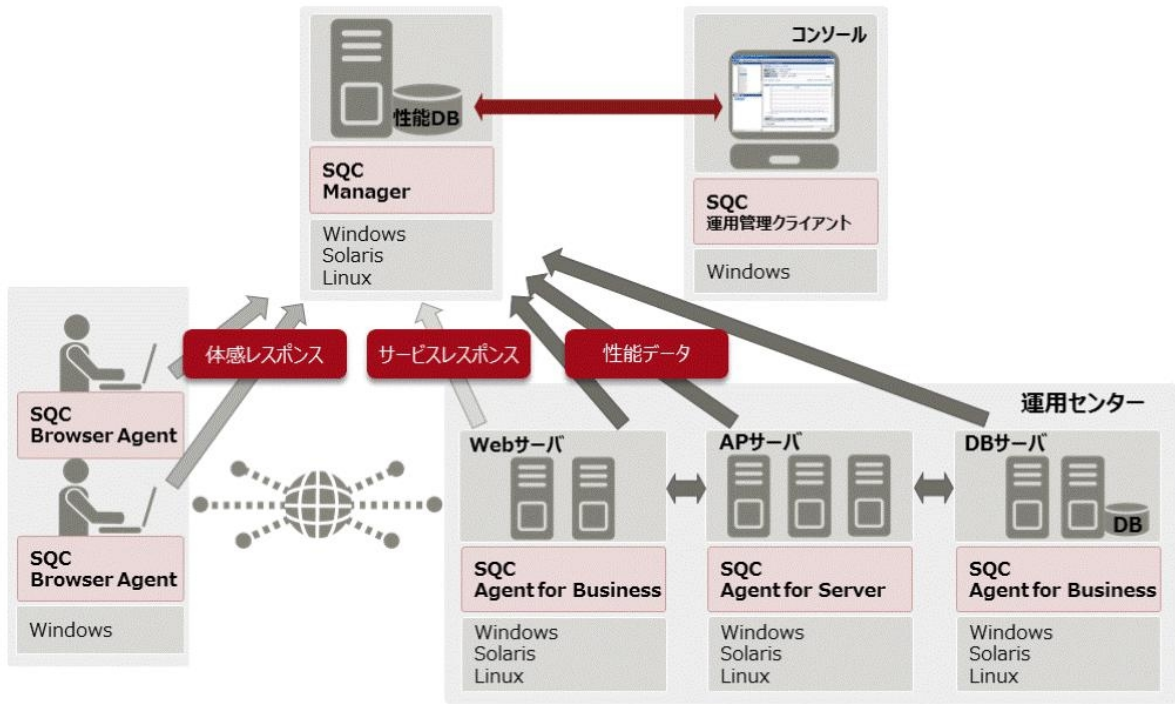 コンソール
性能DB
SQC
Manager
Windows
Solaris
Linux
SQC
運用管理クライアント
Windows
体感レスポンス
サービスレスポンス
性能データ
SQC
Browser Agent
SQC
Browser Agent
Windows
運用センター
Webサーバ
APサーバ
DBサーバ
DB
SQC
Agent for Business
Windows
Solaris
Linux
SQC
Agent for Server
Windows
Solaris
Linux
SQC
Agent for Business
Windows
Solaris
Linux